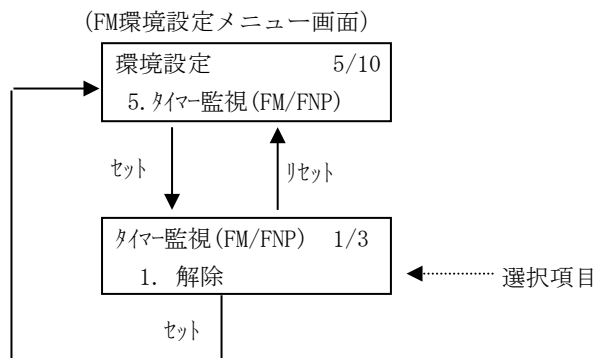 (FM環境設定メニュー画面)
環境設定 5/10
5.ﾀｲﾏｰ監視(FM/FNP)
ｾｯﾄ ﾘｾｯﾄ
ﾀｲﾏｰ監視(FM/FNP) 1/3
1. 解除
選択項目
ｾｯﾄ